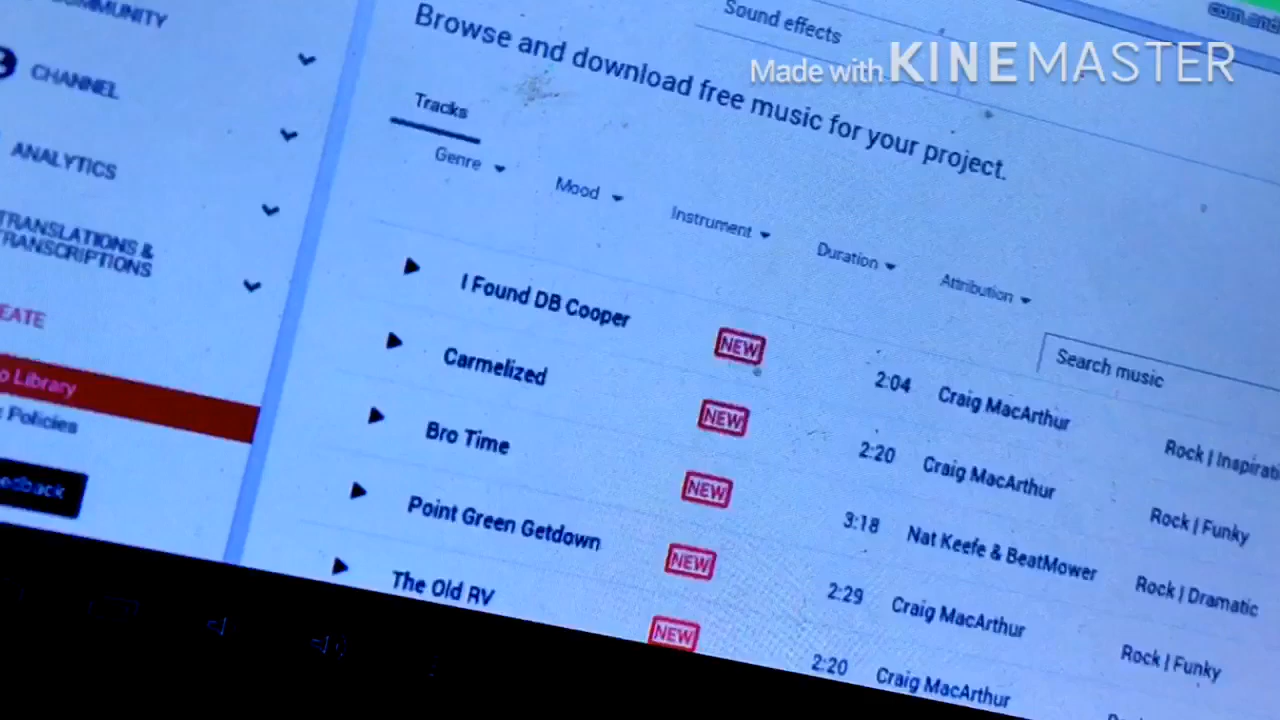 COMMUNITY
CHANNEL
ANALYTICS
TRANSLATIONS &
TRANSCRIPTIONS
EATE
o Library
Policies
edback
Sound effects
Made with KINEMASTER
Browse and download free music for your project.
Tracks
Genre Mood Instrument Duration Attribution
Search music
I Found DB Cooper NEW 2:04 Craig MacArthur Rock | Inspirati
Carmelized NEW 2:20 Craig MacArthur Rock | Funky
Bro Time NEW 3:18 Nat Keefe & BeatMower Rock | Dramatic
Point Green Getdown NEW 2:29 Craig MacArthur Rock | Funky
The Old RV NEW 2:20 Craig MacArthur